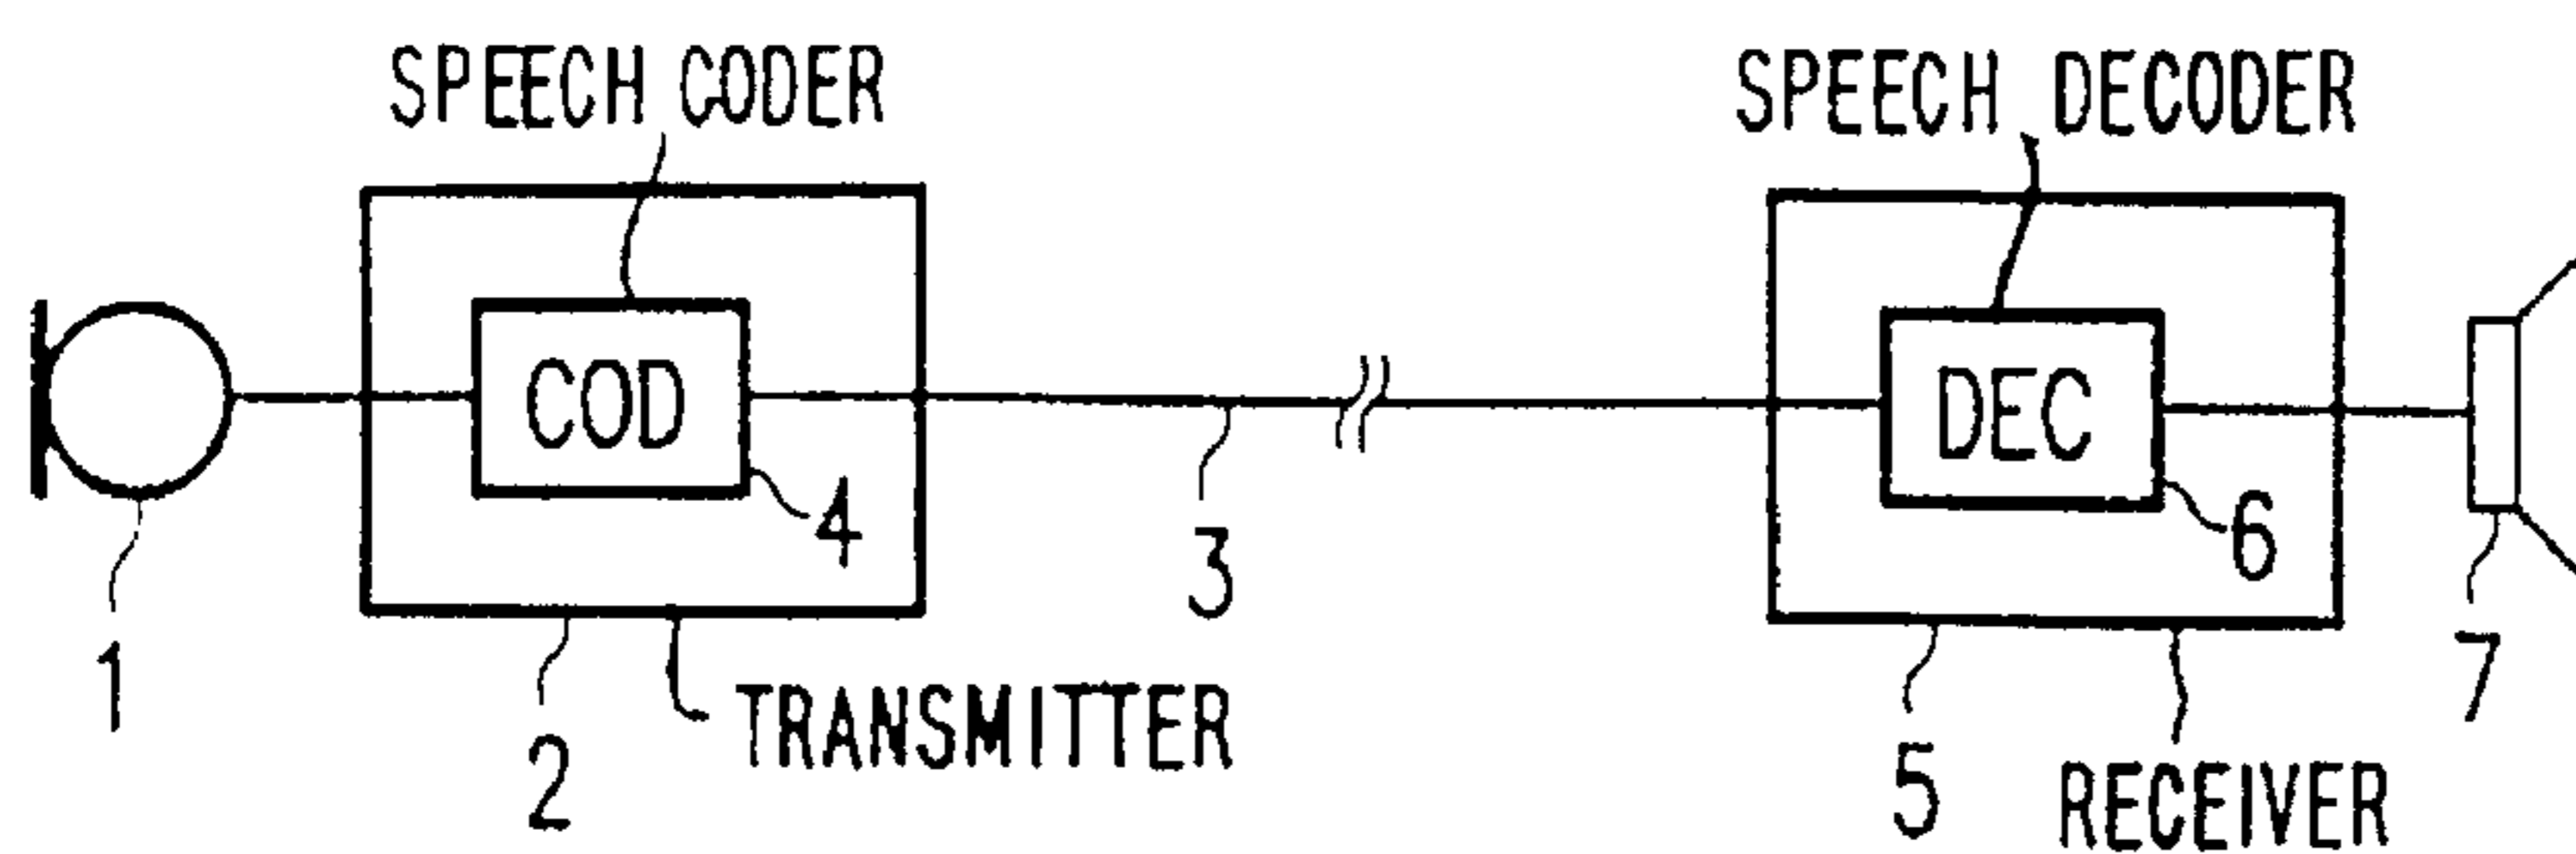 SPEECH CODER
SPEECH DECODER
COD
DEC
4
6
3
1
7
2
TRANSMITTER
5
RECEIVER